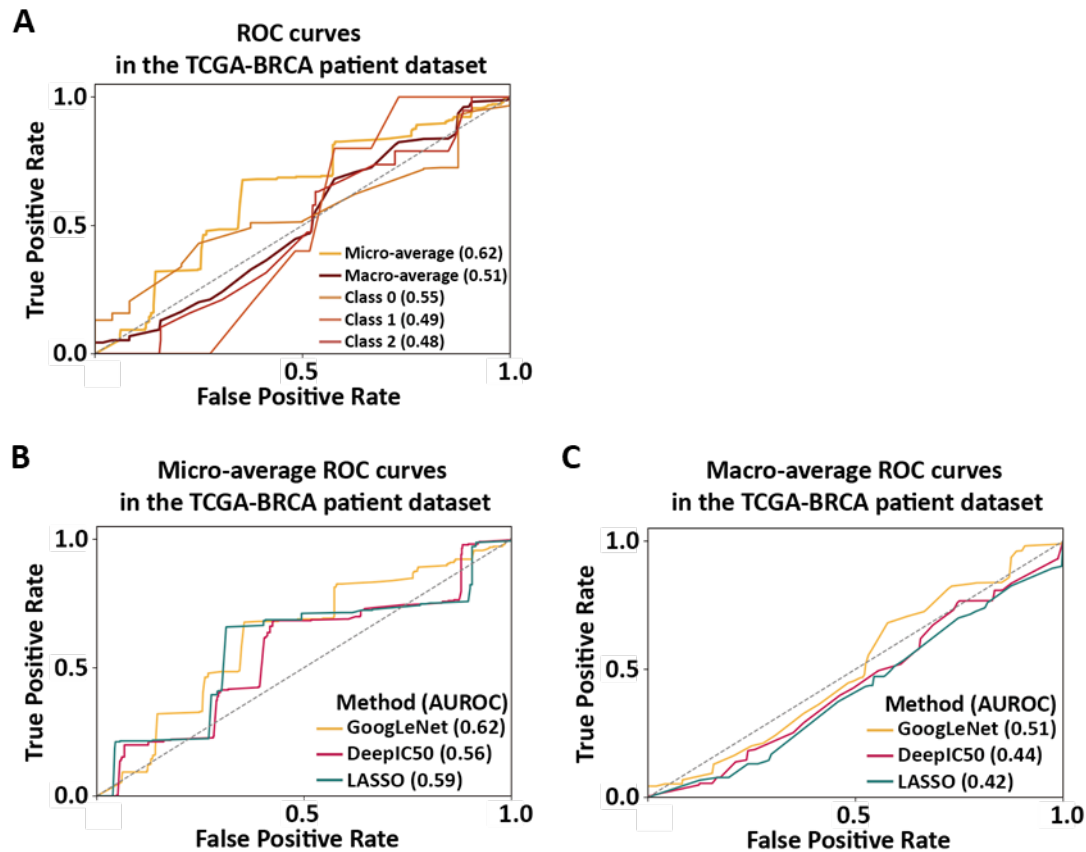 A
ROC curves
in the TCGA-BRCA patient dataset
True Positive Rate
1.0
0.5
0.0
Micro-average (0.62)
Macro-average (0.51)
Class 0 (0.55)
Class 1 (0.49)
Class 2 (0.48)
0.5
1.0
False Positive Rate
B
Micro-average ROC curves
in the TCGA-BRCA patient dataset
True Positive Rate
1.0
0.5
0.0
Method (AUROC)
GoogLeNet (0.62)
DeepIC50 (0.56)
LASSO (0.59)
0.5
1.0
False Positive Rate
C
Macro-average ROC curves
in the TCGA-BRCA patient dataset
True Positive Rate
1.0
0.5
0.0
Method (AUROC)
GoogLeNet (0.51)
DeepIC50 (0.44)
LASSO (0.42)
0.5
1.0
False Positive Rate